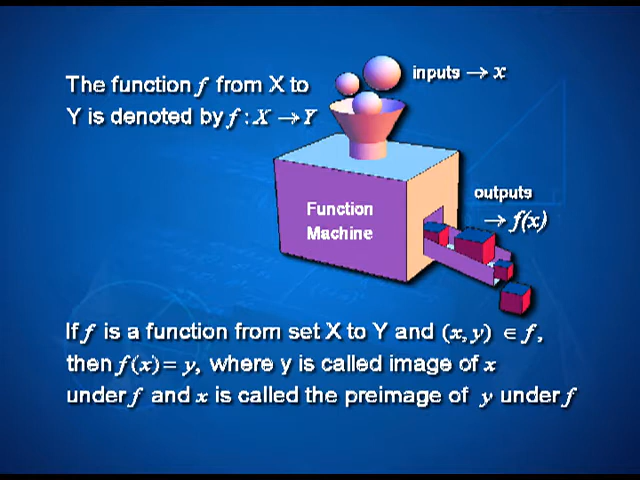 The function f from X to
Y is denoted by f : X → Y
inputs → x
Function
Machine
outputs
→ f(x)
If f is a function from set X to Y and (x, y) ∈ f,
then f(x) = y, where y is called image of x
under f and x is called the preimage of y under f